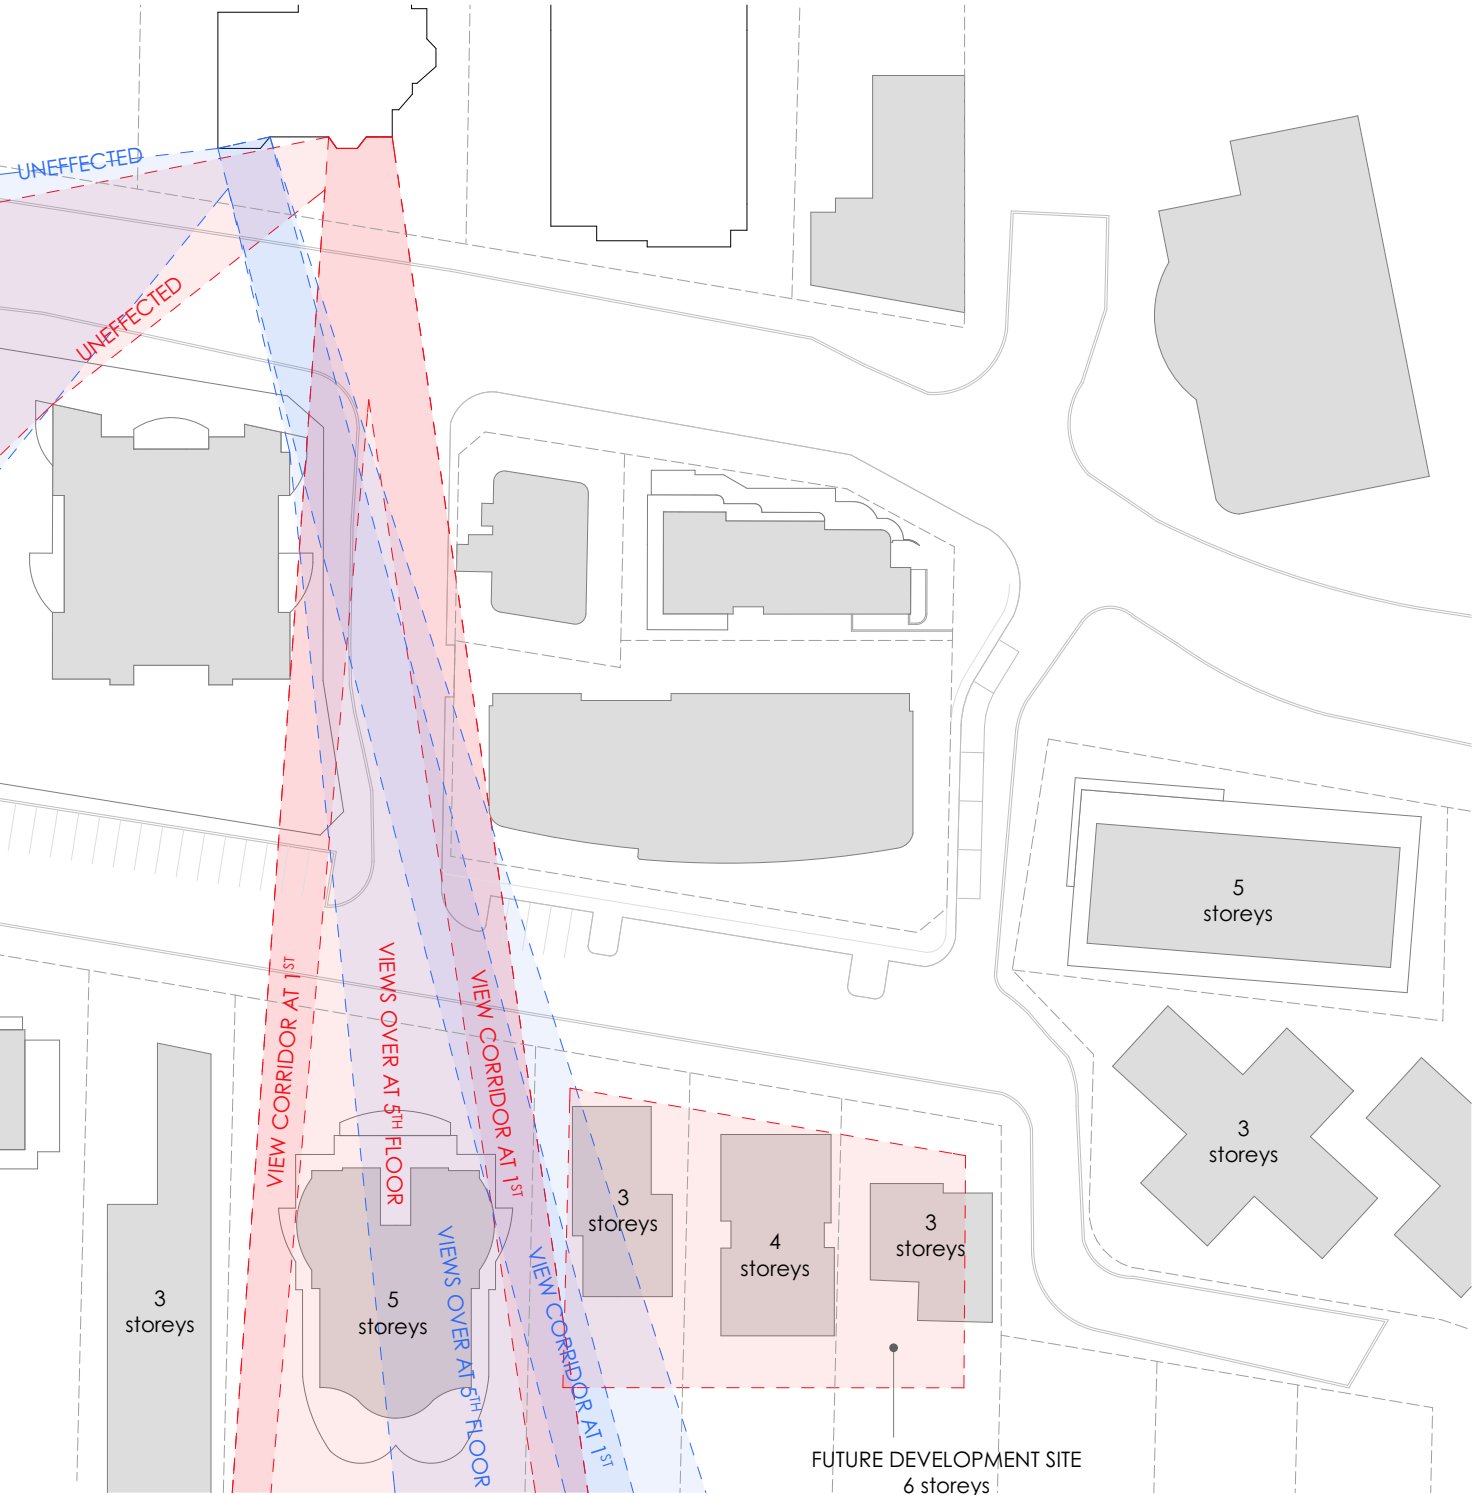 UNEFFECTED
UNEFFECTED
5
storeys
VIEW CORRIDOR AT 1ST
VIEWS OVER AT 5TH FLOOR
VIEW CORRIDOR AT 1ST
3
storeys
3
storeys
4
storeys
3
storeys
3
storeys
5
storeys
VIEWS OVER AT 5TH FLOOR
VIEW CORRIDOR AT 1ST
FUTURE DEVELOPMENT SITE
6 storeys